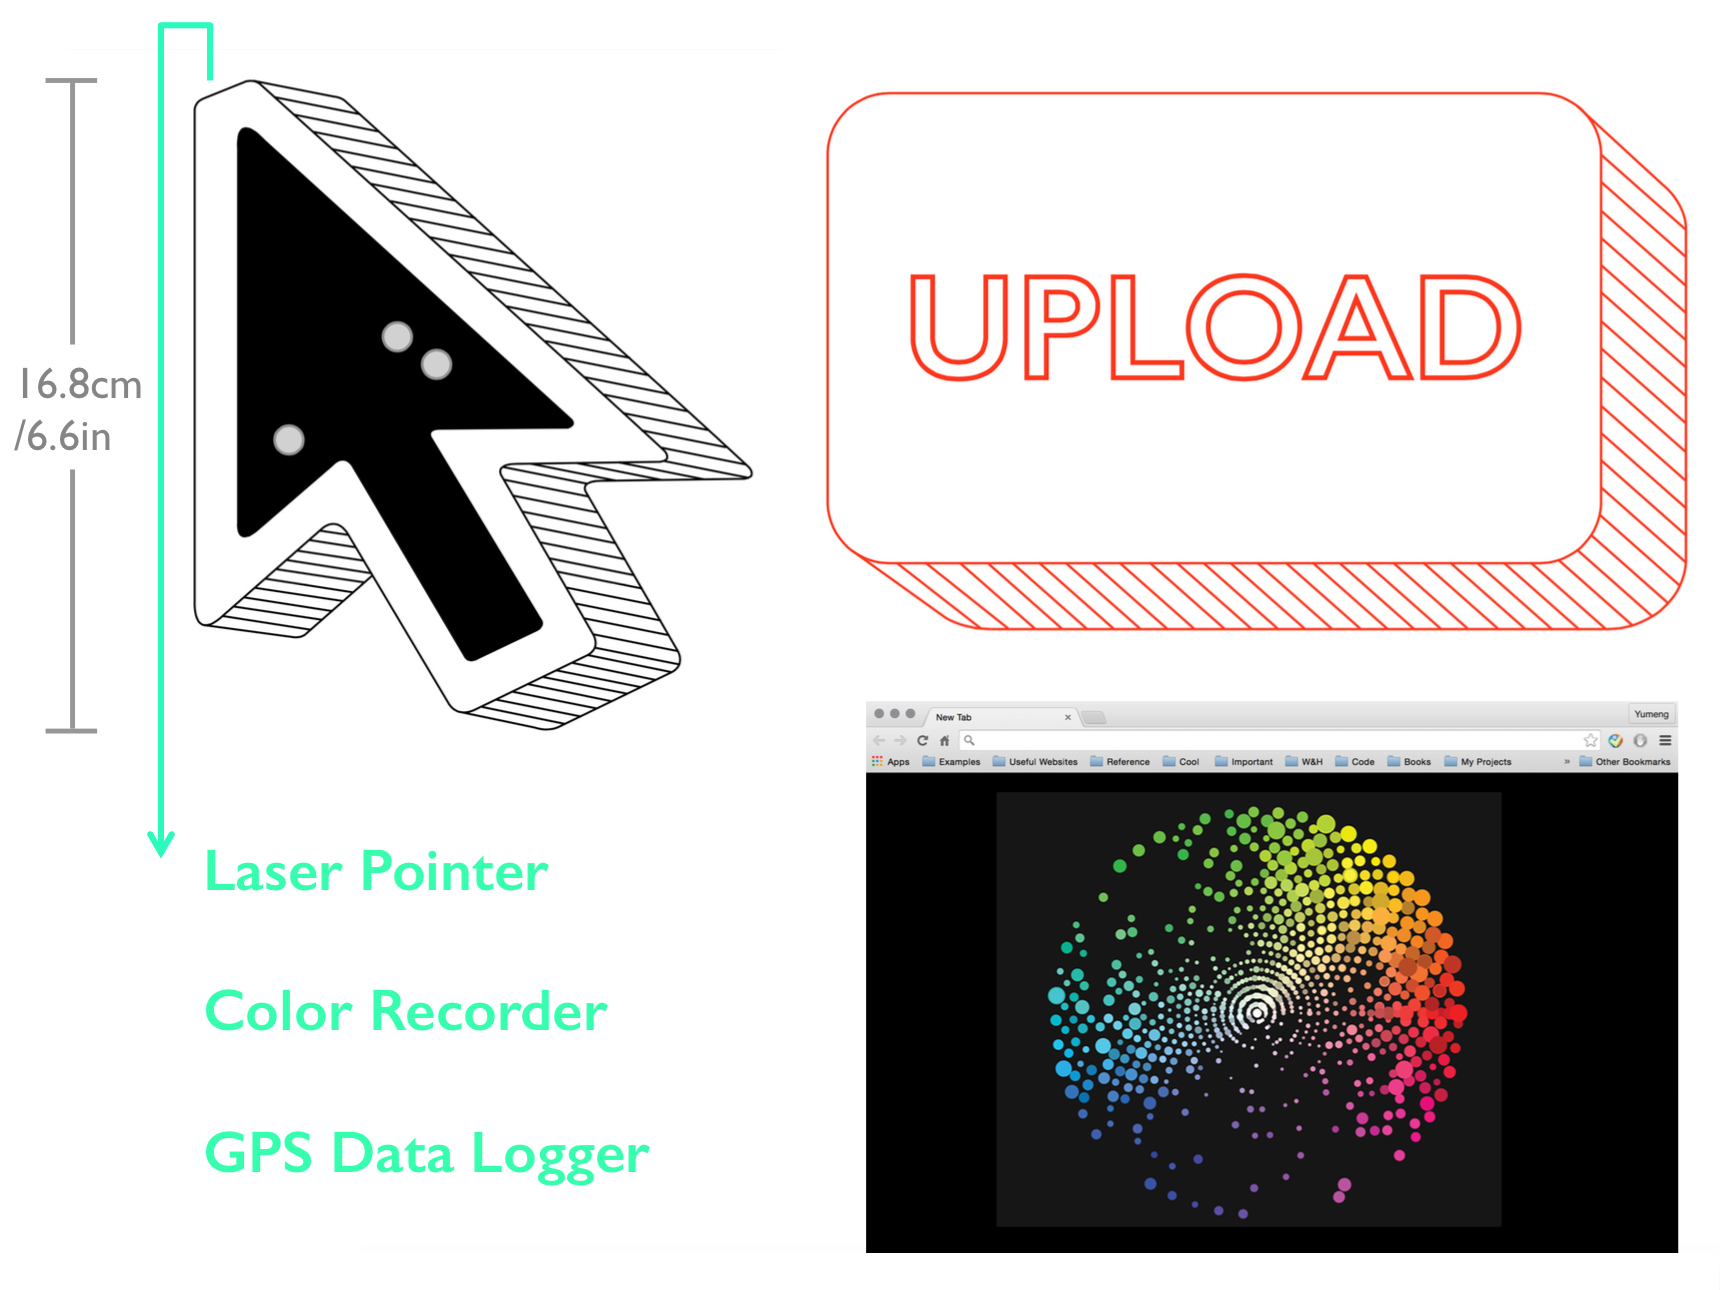 16.8cm
/6.6in
UPLOAD
Laser Pointer
Color Recorder
GPS Data Logger
New Tab
Yumeng
Apps Examples Useful Websites Reference Cool Important W&H Code Books My Projects » Other Bookmarks